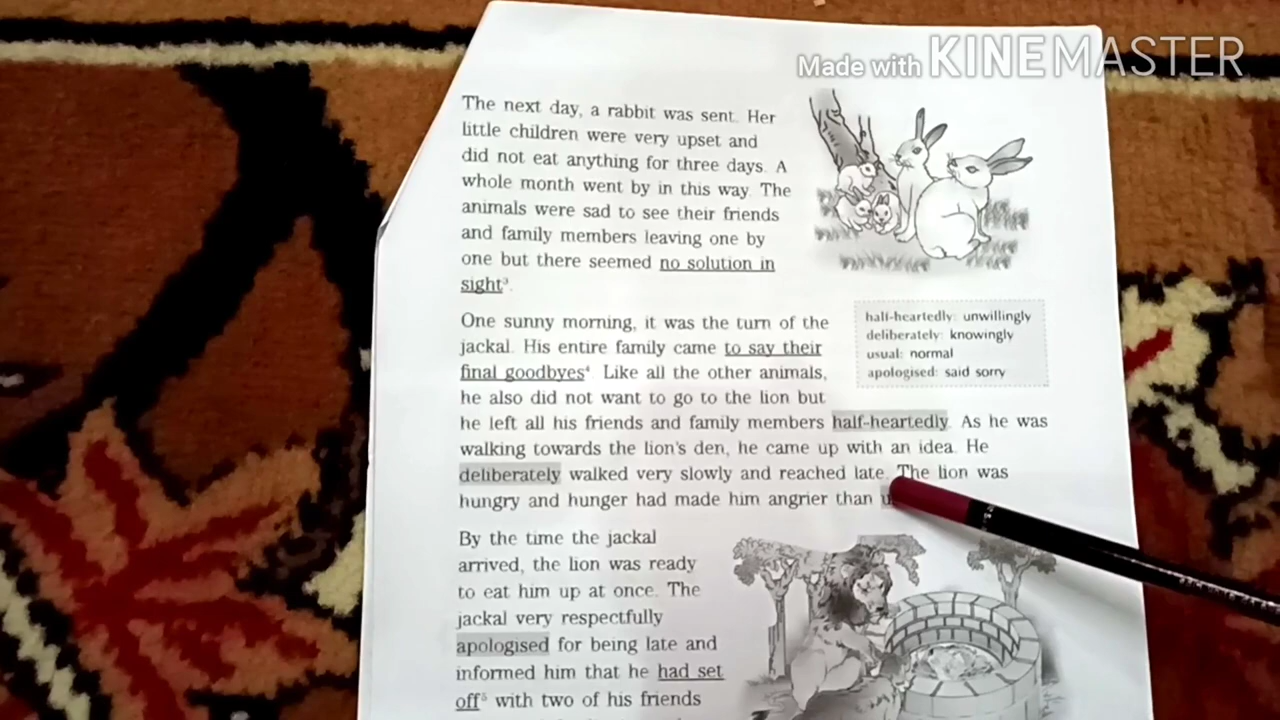 Made with KINEMASTER
The next day, a rabbit was sent. Her
little children were very upset and
did not eat anything for three days. A
whole month went by in this way. The
animals were sad to see their friends
and family members leaving one by
one but there seemed no solution in
sight³.
One sunny morning, it was the turn of the
jackal. His entire family came to say their
final goodbyes⁴. Like all the other animals,
he also did not want to go to the lion but
he left all his friends and family members half-heartedly. As he was
walking towards the lion's den, he came up with an idea. He
deliberately walked very slowly and reached late. The lion was
hungry and hunger had made him angrier than
half-heartedly: unwillingly
deliberately: knowingly
usual: normal
apologised: said sorry
By the time the jackal
arrived, the lion was ready
to eat him up at once. The
jackal very respectfully
apologised for being late and
informed him that he had set
off⁵ with two of his friends